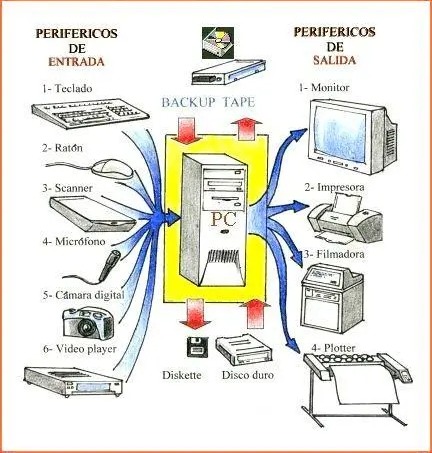 PERIFERICOS
DE
ENTRADA
1- Teclado
2- Ratón
3- Scanner
4- Micrófono
5- Cámara digital
6- Video player
BACKUP TAPE
PC
Diskette
Disco duro
PERIFERICOS
DE
SALIDA
1- Monitor
2- Impresora
3- Filmadora
4- Plotter